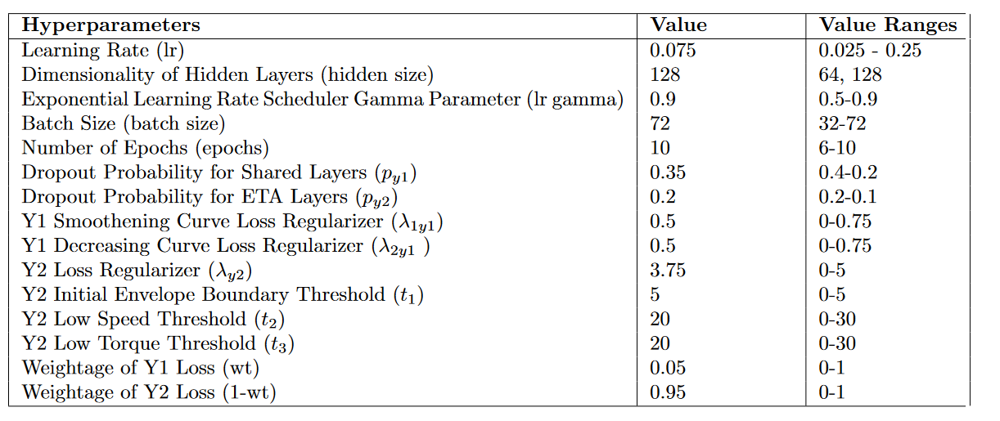 Hyperparameters Value Value Ranges
Learning Rate (lr) 0.075 0.025 - 0.25
Dimensionality of Hidden Layers (hidden size) 128 64, 128
Exponential Learning Rate Scheduler Gamma Parameter (lr gamma) 0.9 0.5-0.9
Batch Size (batch size) 72 32-72
Number of Epochs (epochs) 10 6-10
Dropout Probability for Shared Layers (p_{y1}) 0.35 0.4-0.2
Dropout Probability for ETA Layers (p_{y2}) 0.2 0.2-0.1
Y1 Smoothening Curve Loss Regularizer (λ_{1y1}) 0.5 0-0.75
Y1 Decreasing Curve Loss Regularizer (λ_{2y1} ) 0.5 0-0.75
Y2 Loss Regularizer (λ_{y2}) 3.75 0-5
Y2 Initial Envelope Boundary Threshold (t_1) 5 0-5
Y2 Low Speed Threshold (t_2) 20 0-30
Y2 Low Torque Threshold (t_3) 20 0-30
Weightage of Y1 Loss (wt) 0.05 0-1
Weightage of Y2 Loss (1-wt) 0.95 0-1